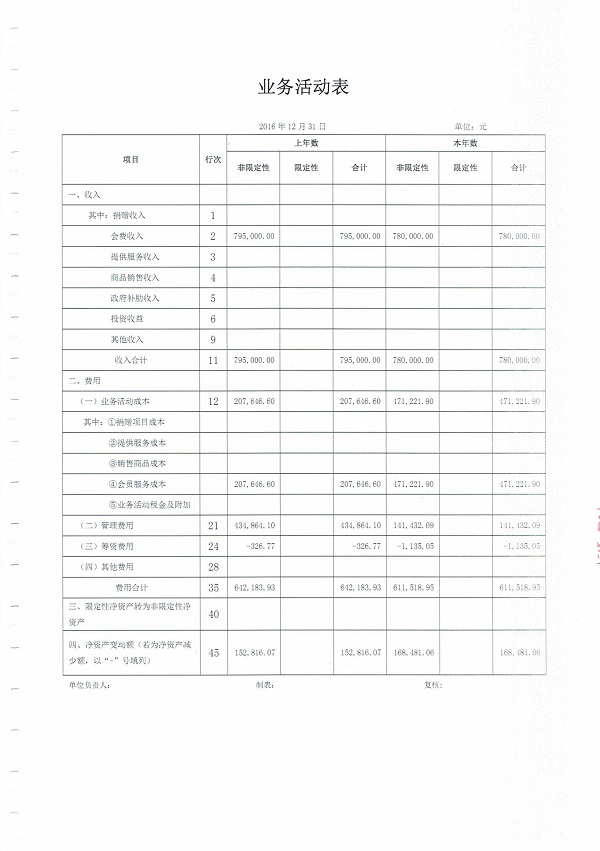 业务活动表
2016 年 12 月 31 日 单位: 元
项目 行次 上年数 本年数
非限定性 限定性 合计 非限定性 限定性 合计
一、收入
其中: 捐赠收入 1
会费收入 2 795,000.00 795,000.00 780,000.00 780,000.00
提供服务收入 3
商品销售收入 4
政府补助收入 5
投资收益 6
其他收入 9
收入合计 11 795,000.00 795,000.00 780,000.00 780,000.00
二、费用
(一)业务活动成本 12 207,646.60 207,646.60 471,221.90 471,221.90
其中: ①捐赠项目成本
②提供服务成本
③销售商品成本
④会员服务成本 207,646.60 207,646.60 471,221.90 471,221.90
⑤业务活动税金及附加
(二)管理费用 21 434,864.10 434,864.10 141,432.09 141,432.09
(三)筹资费用 24 -326.77 -326.77 -1,135.05 -1,135.05
(四)其他费用 28
费用合计 35 642,183.93 642,183.93 611,518.95 611,518.95
三、限定性净资产转为非限定性净
资产 40
四、净资产变动额(若为净资产减
少额, 以“-”号填列) 45 152,816.07 152,816.07 168,481.06 168,481.06
单位负责人: 制表: 复核: